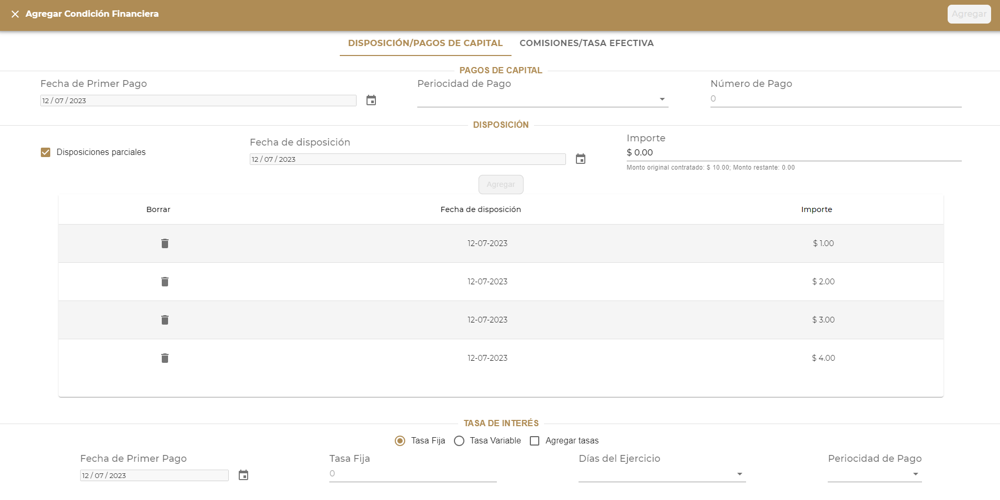 Agregar Condición Financiera
Agregar
DISPOSICIÓN/PAGOS DE CAPITAL COMISIONES/TASA EFECTIVA
PAGOS DE CAPITAL
Fecha de Primer Pago Periocidad de Pago Número de Pago
12 / 07 / 2023 0
DISPOSICIÓN
Disposiciones parciales
Fecha de disposición
12 / 07 / 2023
Importe
$ 0.00
Monto original contratado: $ 10.00; Monto restante: 0.00
Agregar
Borrar Fecha de disposición Importe
12-07-2023 $ 1.00
12-07-2023 $ 2.00
12-07-2023 $ 3.00
12-07-2023 $ 4.00
TASA DE INTERÉS
Tasa Fija Tasa Variable Agregar tasas
Fecha de Primer Pago Tasa Fija Días del Ejercicio Periocidad de Pago
12 / 07 / 2023 0